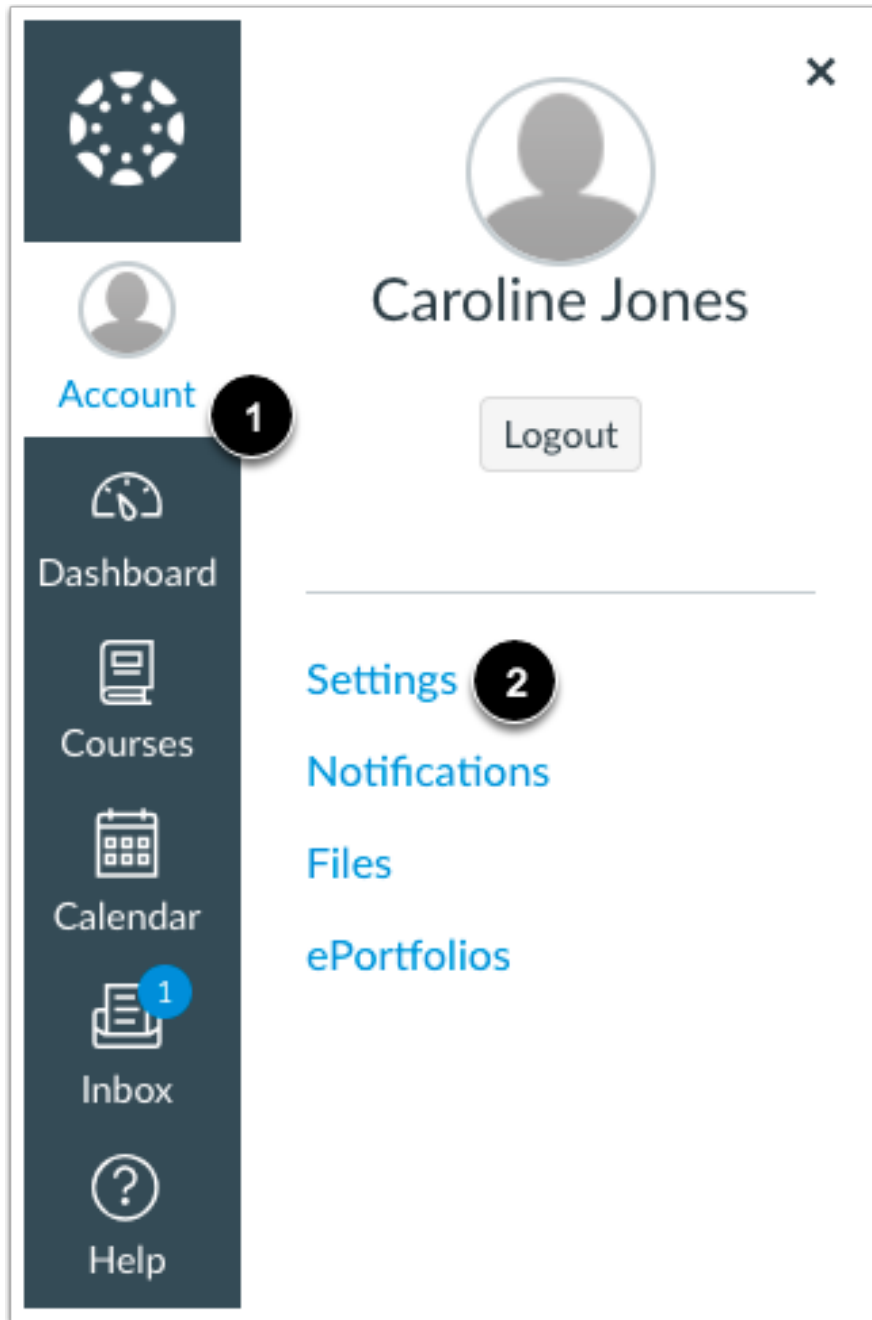 Account
1
Dashboard
Courses
Calendar
1
Inbox
Help
×
Caroline Jones
Logout
Settings 2
Notifications
Files
ePortfolios